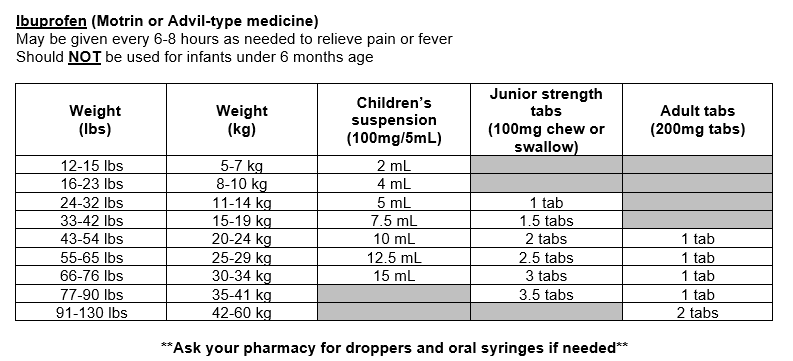 Ibuprofen (Motrin or Advil-type medicine)
May be given every 6-8 hours as needed to relieve pain or fever
Should NOT be used for infants under 6 months age
Weight (lbs) Weight (kg) Children's suspension (100mg/5mL) Junior strength tabs (100mg chew or swallow) Adult tabs (200mg tabs)
12-15 lbs 5-7 kg 2 mL
16-23 lbs 8-10 kg 4 mL
24-32 lbs 11-14 kg 5 mL 1 tab
33-42 lbs 15-19 kg 7.5 mL 1.5 tabs
43-54 lbs 20-24 kg 10 mL 2 tabs 1 tab
55-65 lbs 25-29 kg 12.5 mL 2.5 tabs 1 tab
66-76 lbs 30-34 kg 15 mL 3 tabs 1 tab
77-90 lbs 35-41 kg 3.5 tabs 1 tab
91-130 lbs 42-60 kg 2 tabs
**Ask your pharmacy for droppers and oral syringes if needed**